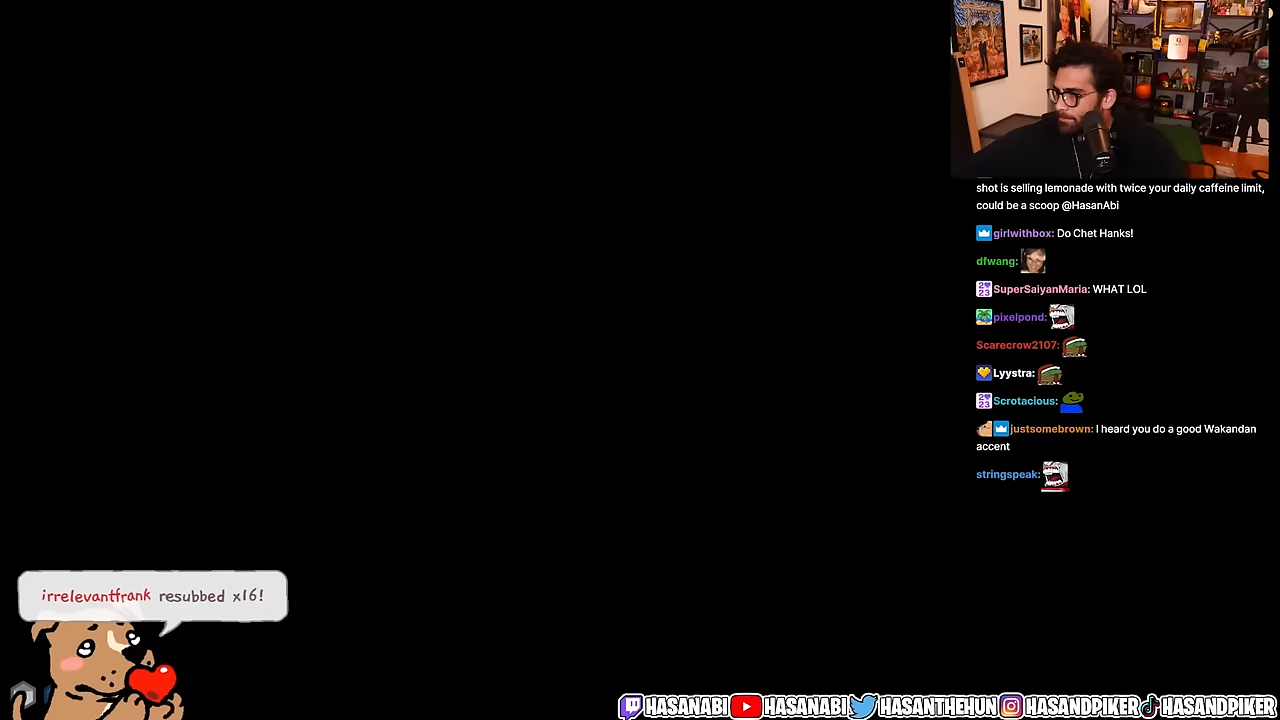 shot is selling lemonade with twice your daily caffeine limit,
could be a scoop @HasanAbi
girlwithbox: Do Chet Hanks!
dfwang:
SuperSaiyanMaria: WHAT LOL
pixelpond:
Scarecrow2107:
Lyystra:
Scrotacious:
justsomebrown: I heard you do a good Wakandan
accent
stringspeak:
irrelevantfrank resubbed x16!
HASANABI HASANABI HASANTHEHUN HASANDPIKER HASANDPIKER